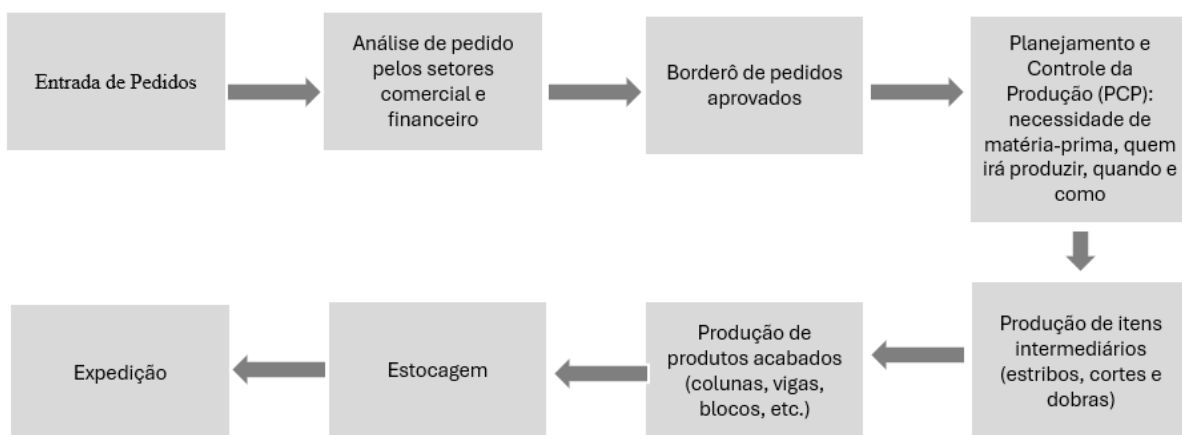 Entrada de Pedidos
Análise de pedido
pelos setores
comercial e
financeiro
Borderô de pedidos
aprovados
Planejamento e
Controle da
Produção (PCP):
necessidade de
matéria-prima, quem
irá produzir, quando e
como
Expedição
Estocagem
Produção de
produtos acabados
(colunas, vigas,
blocos, etc.)
Produção de itens
intermediários
(estribos, cortes e
dobras)